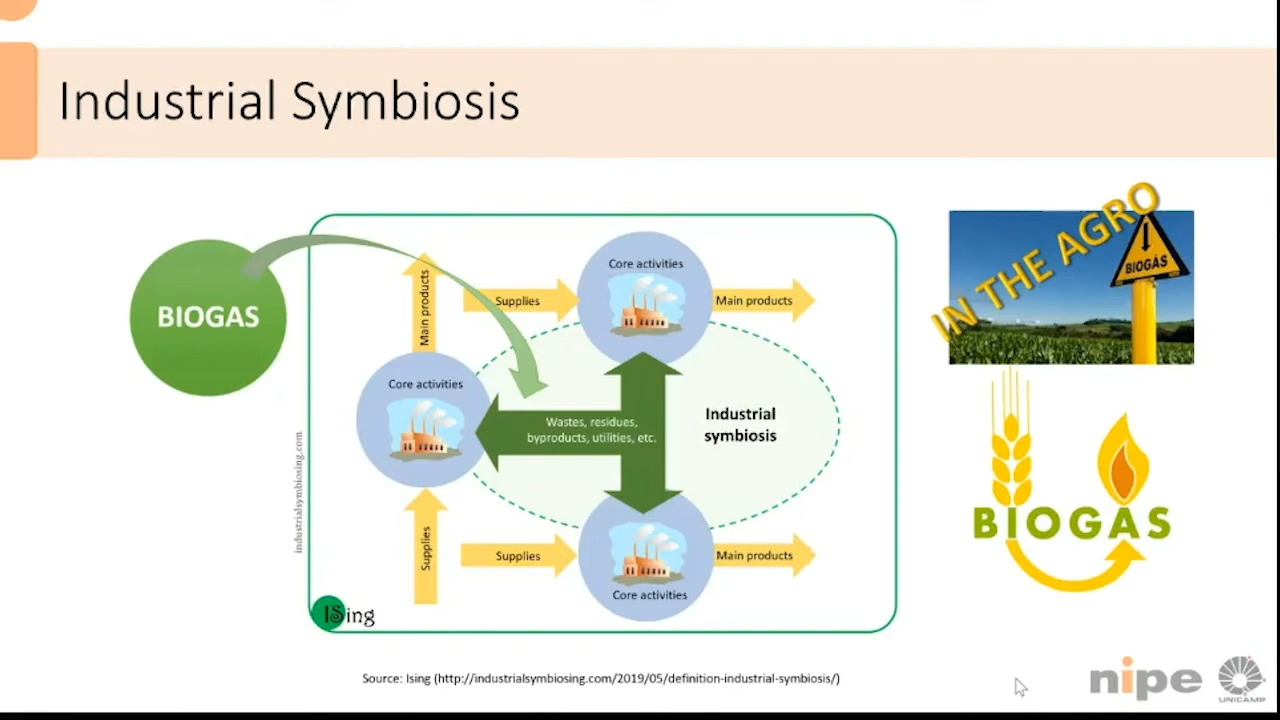 Industrial Symbiosis
BIOGAS
Main products
Supplies
Core activities
Main products
IN THE AGRO
BIOGÁS
Core activities
Wastes, residues,
byproducts, utilities, etc.
Industrial
symbiosis
industrialsymbiosing.com
Supplies
Supplies
Main products
Core activities
BIOGAS
ISing
Source: Ising (http://industrialsymbiosing.com/2019/05/definition-industrial-symbiosis/)
nipe
UNICAMP